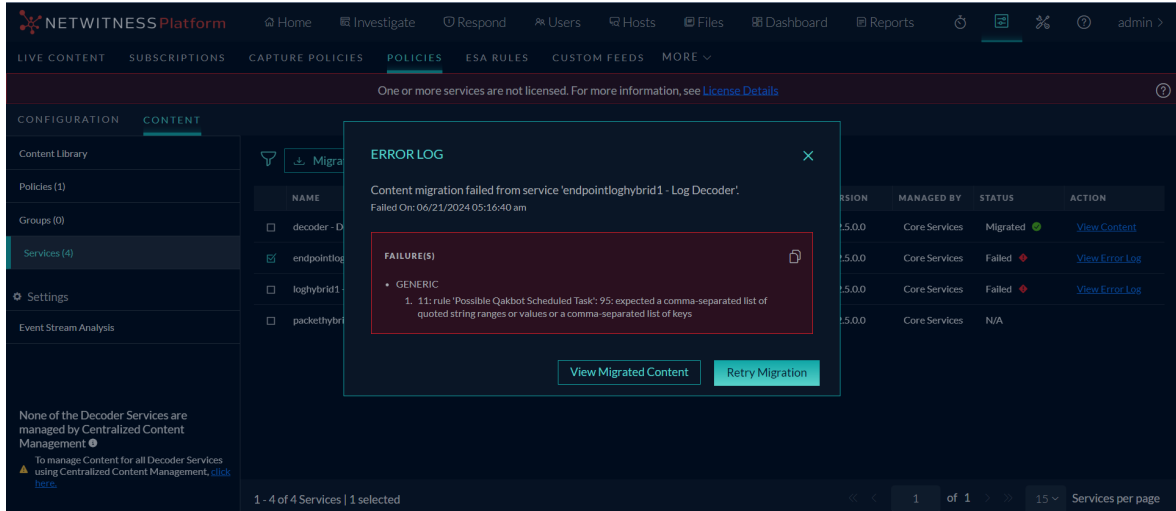 NETWITNESS Platform
Home Investigate Respond Users Hosts Files Dashboard Reports admin >
LIVE CONTENT SUBSCRIPTIONS CAPTURE POLICIES POLICIES ESA RULES CUSTOM FEEDS MORE
One or more services are not licensed. For more information, see License Details
CONFIGURATION CONTENT
Content Library
Policies (1)
Groups (0)
Services (4)
Settings
Event Stream Analysis
None of the Decoder Services are
managed by Centralized Content
Management
To manage Content for all Decoder Services
using Centralized Content Management, click
here.
Migra
NAME RSION MANAGED BY STATUS ACTION
decoder - D .5.0.0 Core Services Migrated View Content
endpointlog .5.0.0 Core Services Failed View Error Log
loghybrid1 - .5.0.0 Core Services Failed View Error Log
packethybri .5.0.0 Core Services N/A
ERROR LOG
Content migration failed from service 'endpointloghybrid1 - Log Decoder'.
Failed On: 06/21/2024 05:16:40 am
FAILURE(S)
• GENERIC
1. 11: rule 'Possible Qakbot Scheduled Task': 95: expected a comma-separated list of
quoted string ranges or values or a comma-separated list of keys
View Migrated Content Retry Migration
1 - 4 of 4 Services | 1 selected
<< < 1 of 1 > >> 15 Services per page